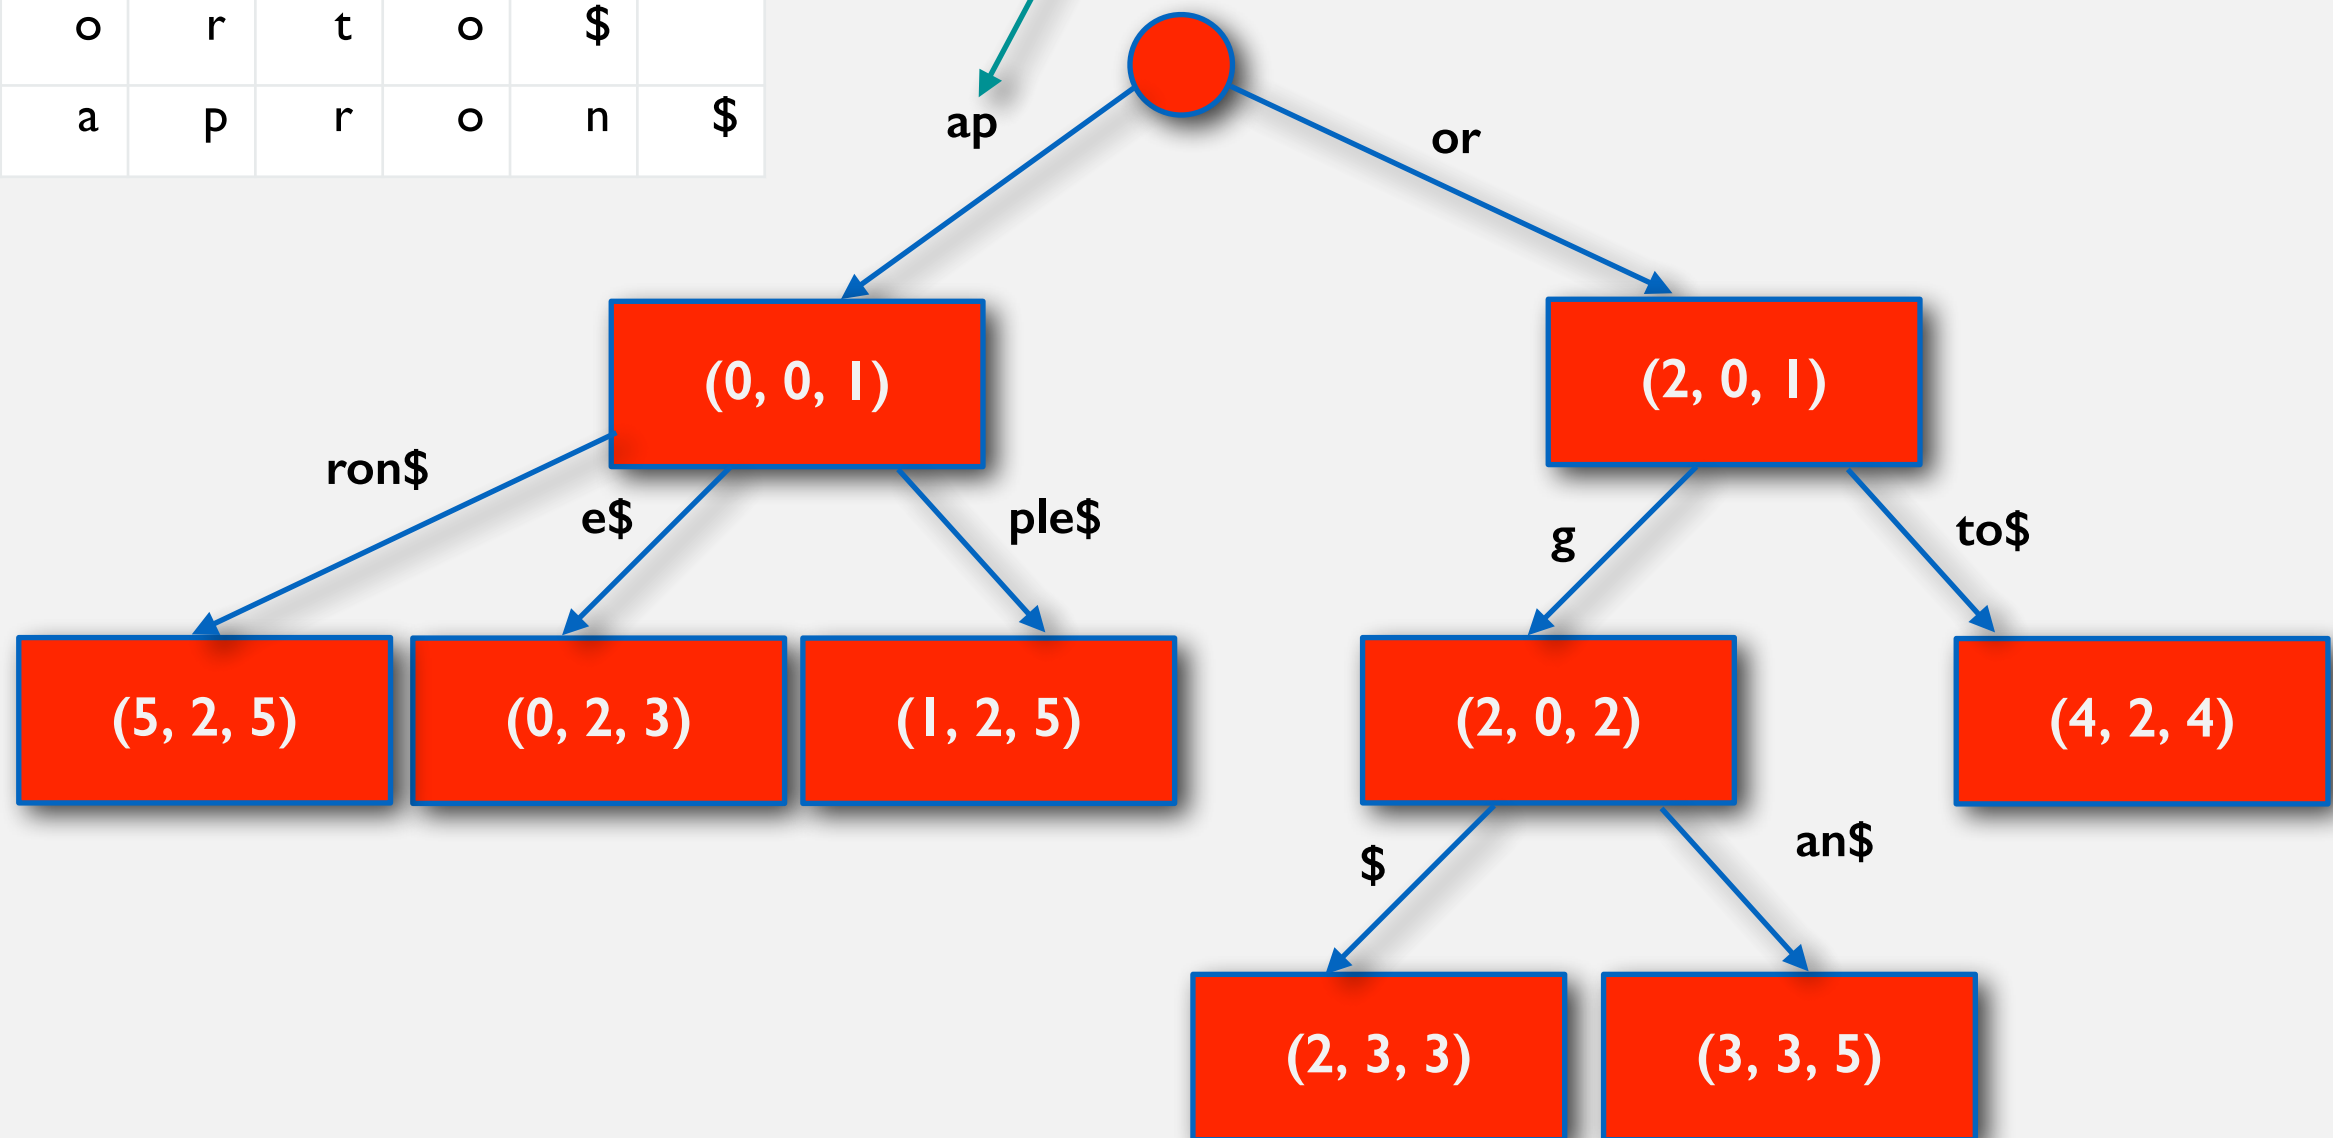 o r t o $
a p r o n $
ap
or
(0, 0, 1)
(2, 0, 1)
ron$
e$
ple$
g
to$
(5, 2, 5)
(0, 2, 3)
(1, 2, 5)
(2, 0, 2)
(4, 2, 4)
$
an$
(2, 3, 3)
(3, 3, 5)